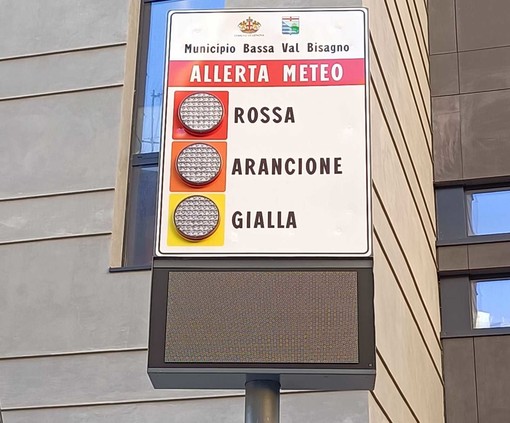 Municipio Bassa Val Bisagno
ALLERTA METEO
ROSSA
ARANCIONE
GIALLA